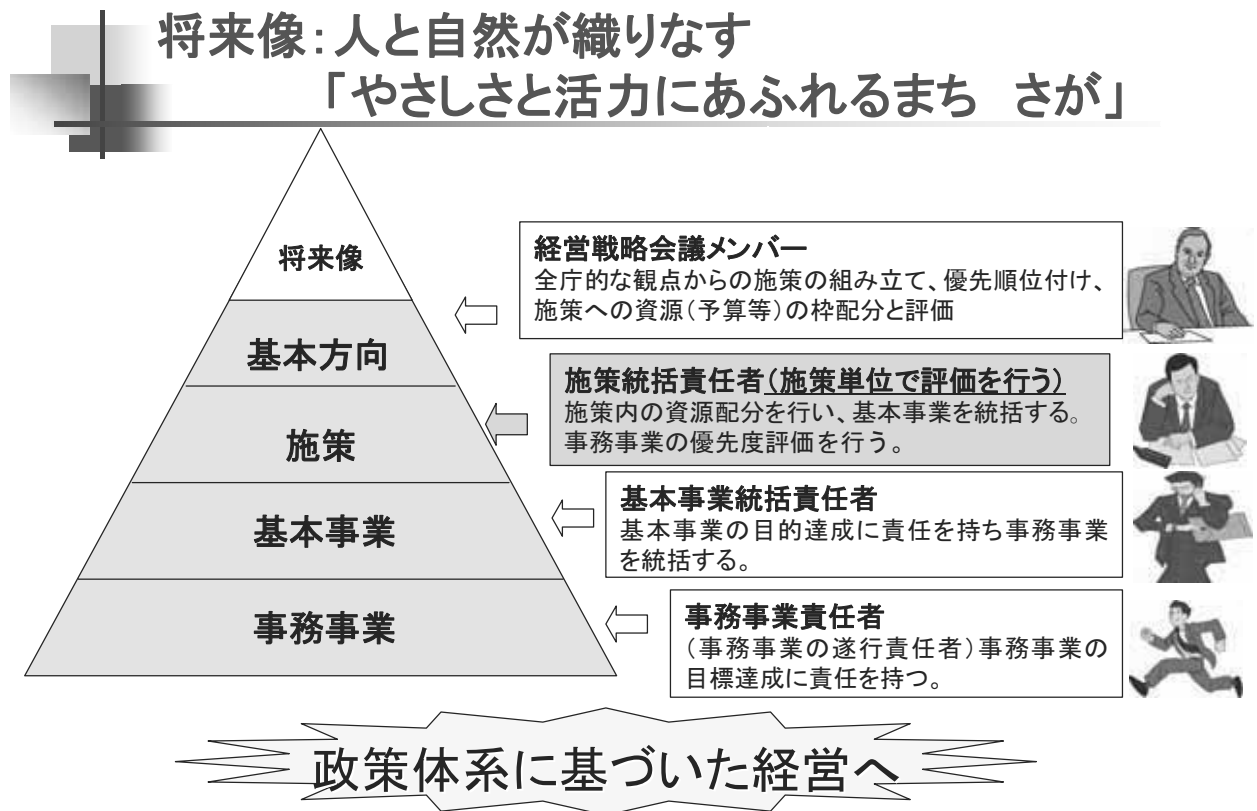 将来像：人と自然が織りなす
「やさしさと活力にあふれるまち　さが」
将来像
基本方向
施策
基本事業
事務事業
経営戦略会議メンバー
全庁的な観点からの施策の組み立て、優先順位付け、
施策への資源（予算等）の枠配分と評価
施策統括責任者（施策単位で評価を行う）
施策内の資源配分を行い、基本事業を統括する。
事務事業の優先度評価を行う。
基本事業統括責任者
基本事業の目的達成に責任を持ち事務事業
を統括する。
事務事業責任者
（事務事業の遂行責任者）事務事業の
目標達成に責任を持つ。
政策体系に基づいた経営へ